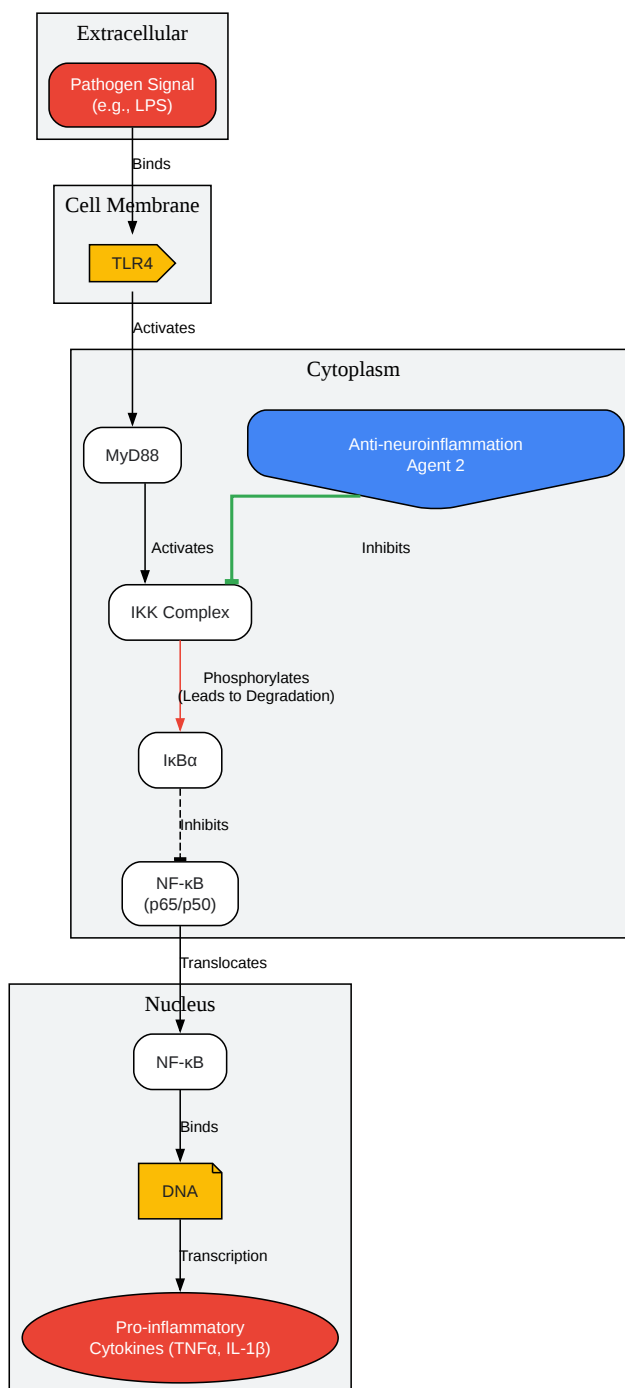 Extracellular
Pathogen Signal
(e.g., LPS)
Binds
Cell Membrane
TLR4
Activates
Cytoplasm
MyD88
Anti-neuroinflammation
Agent 2
Activates
Inhibits
IKK Complex
Phosphorylates
(Leads to Degradation)
IκBα
Inhibits
NF-κB
(p65/p50)
Translocates
Nucleus
NF-κB
Binds
DNA
Transcription
Pro-inflammatory
Cytokines (TNFα, IL-1β)